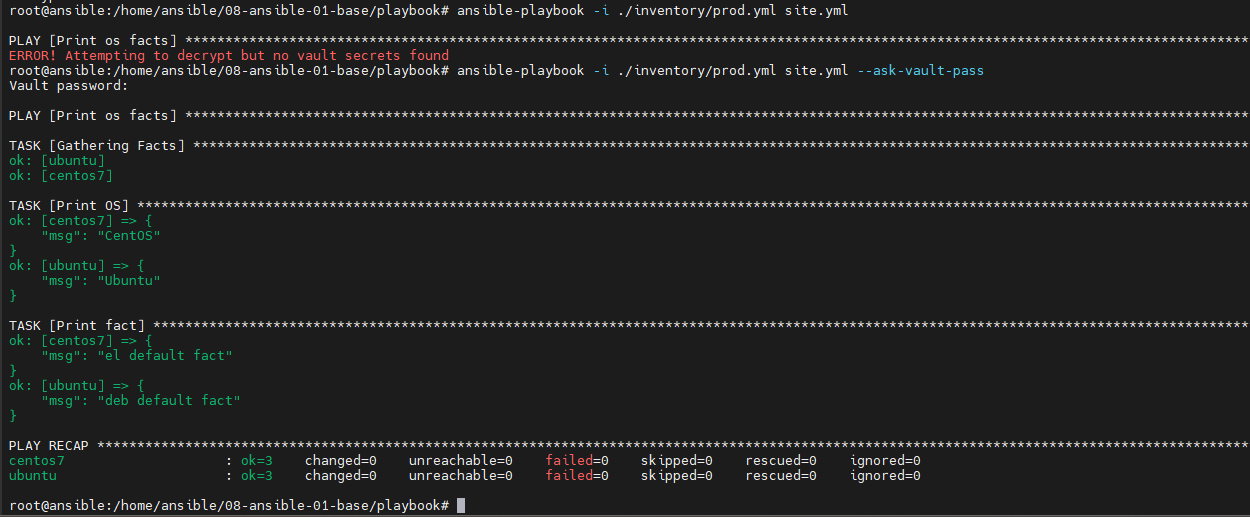 root@ansible:/home/ansible/08-ansible-01-base/playbook# ansible-playbook -i ./inventory/prod.yml site.yml
PLAY [Print os facts] *************************************************************************************************************************************
ERROR! Attempting to decrypt but no vault secrets found
root@ansible:/home/ansible/08-ansible-01-base/playbook# ansible-playbook -i ./inventory/prod.yml site.yml --ask-vault-pass
Vault password:
PLAY [Print os facts] *************************************************************************************************************************************
TASK [Gathering Facts] ************************************************************************************************************************************
ok: [ubuntu]
ok: [centos7]
TASK [Print OS] *******************************************************************************************************************************************
ok: [centos7] => {
    "msg": "CentOS"
}
ok: [ubuntu] => {
    "msg": "Ubuntu"
}
TASK [Print fact] *****************************************************************************************************************************************
ok: [centos7] => {
    "msg": "el default fact"
}
ok: [ubuntu] => {
    "msg": "deb default fact"
}
PLAY RECAP ************************************************************************************************************************************************
centos7                    : ok=3    changed=0    unreachable=0    failed=0    skipped=0    rescued=0    ignored=0
ubuntu                     : ok=3    changed=0    unreachable=0    failed=0    skipped=0    rescued=0    ignored=0
root@ansible:/home/ansible/08-ansible-01-base/playbook#